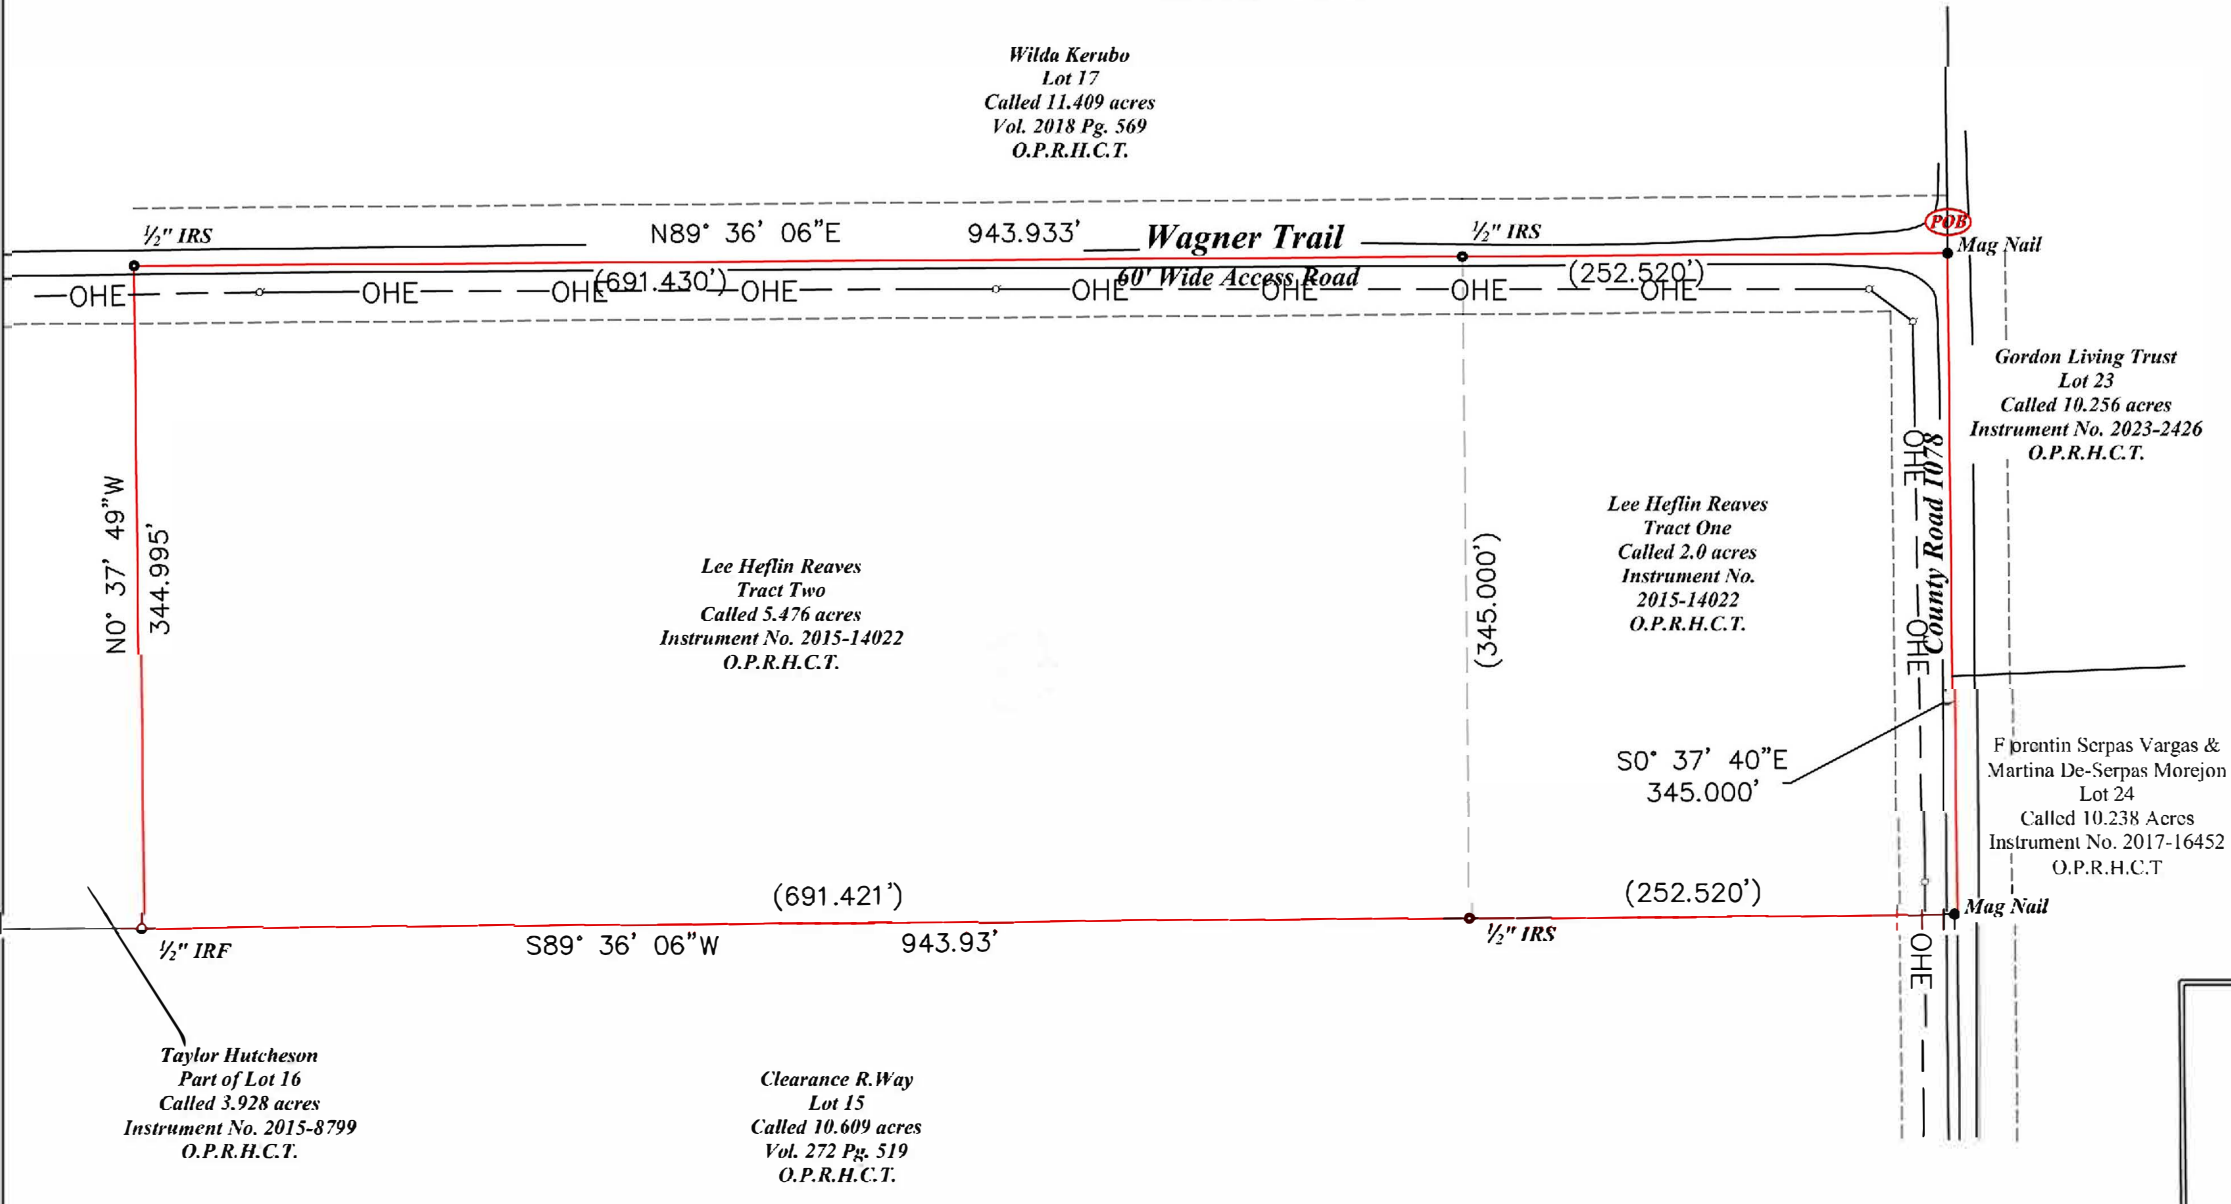 Wilda Kerubo
Lot 17
Called 11.409 acres
Vol. 2018 Pg. 569
O.P.R.H.C.T.
½" IRS
N89° 36' 06"E 943.933'
Wagner Trail
½" IRS
POB
Mag Nail
(691.430')
60' Wide Access Road
(252.520')
OHE OHE OHE OHE OHE OHE OHE OHE
Gordon Living Trust
Lot 23
Called 10.256 acres
Instrument No. 2023-2426
O.P.R.H.C.T.
N0° 37' 49"W
344.995'
Lee Heflin Reaves
Tract Two
Called 5.476 acres
Instrument No. 2015-14022
O.P.R.H.C.T.
(345.000')
Lee Heflin Reaves
Tract One
Called 2.0 acres
Instrument No.
2015-14022
O.P.R.H.C.T.
OHE
County Road 1078
OHE
S0° 37' 40"E
345.000'
Florentin Serpas Vargas &
Martina De-Serpas Morejon
Lot 24
Called 10.238 Acres
Instrument No. 2017-16452
O.P.R.H.C.T
(691.421')
(252.520')
Mag Nail
½" IRF
S89° 36' 06"W 943.93'
½" IRS
OHE
Taylor Hutcheson
Part of Lot 16
Called 3.928 acres
Instrument No. 2015-8799
O.P.R.H.C.T.
Clearance R.Way
Lot 15
Called 10.609 acres
Vol. 272 Pg. 519
O.P.R.H.C.T.